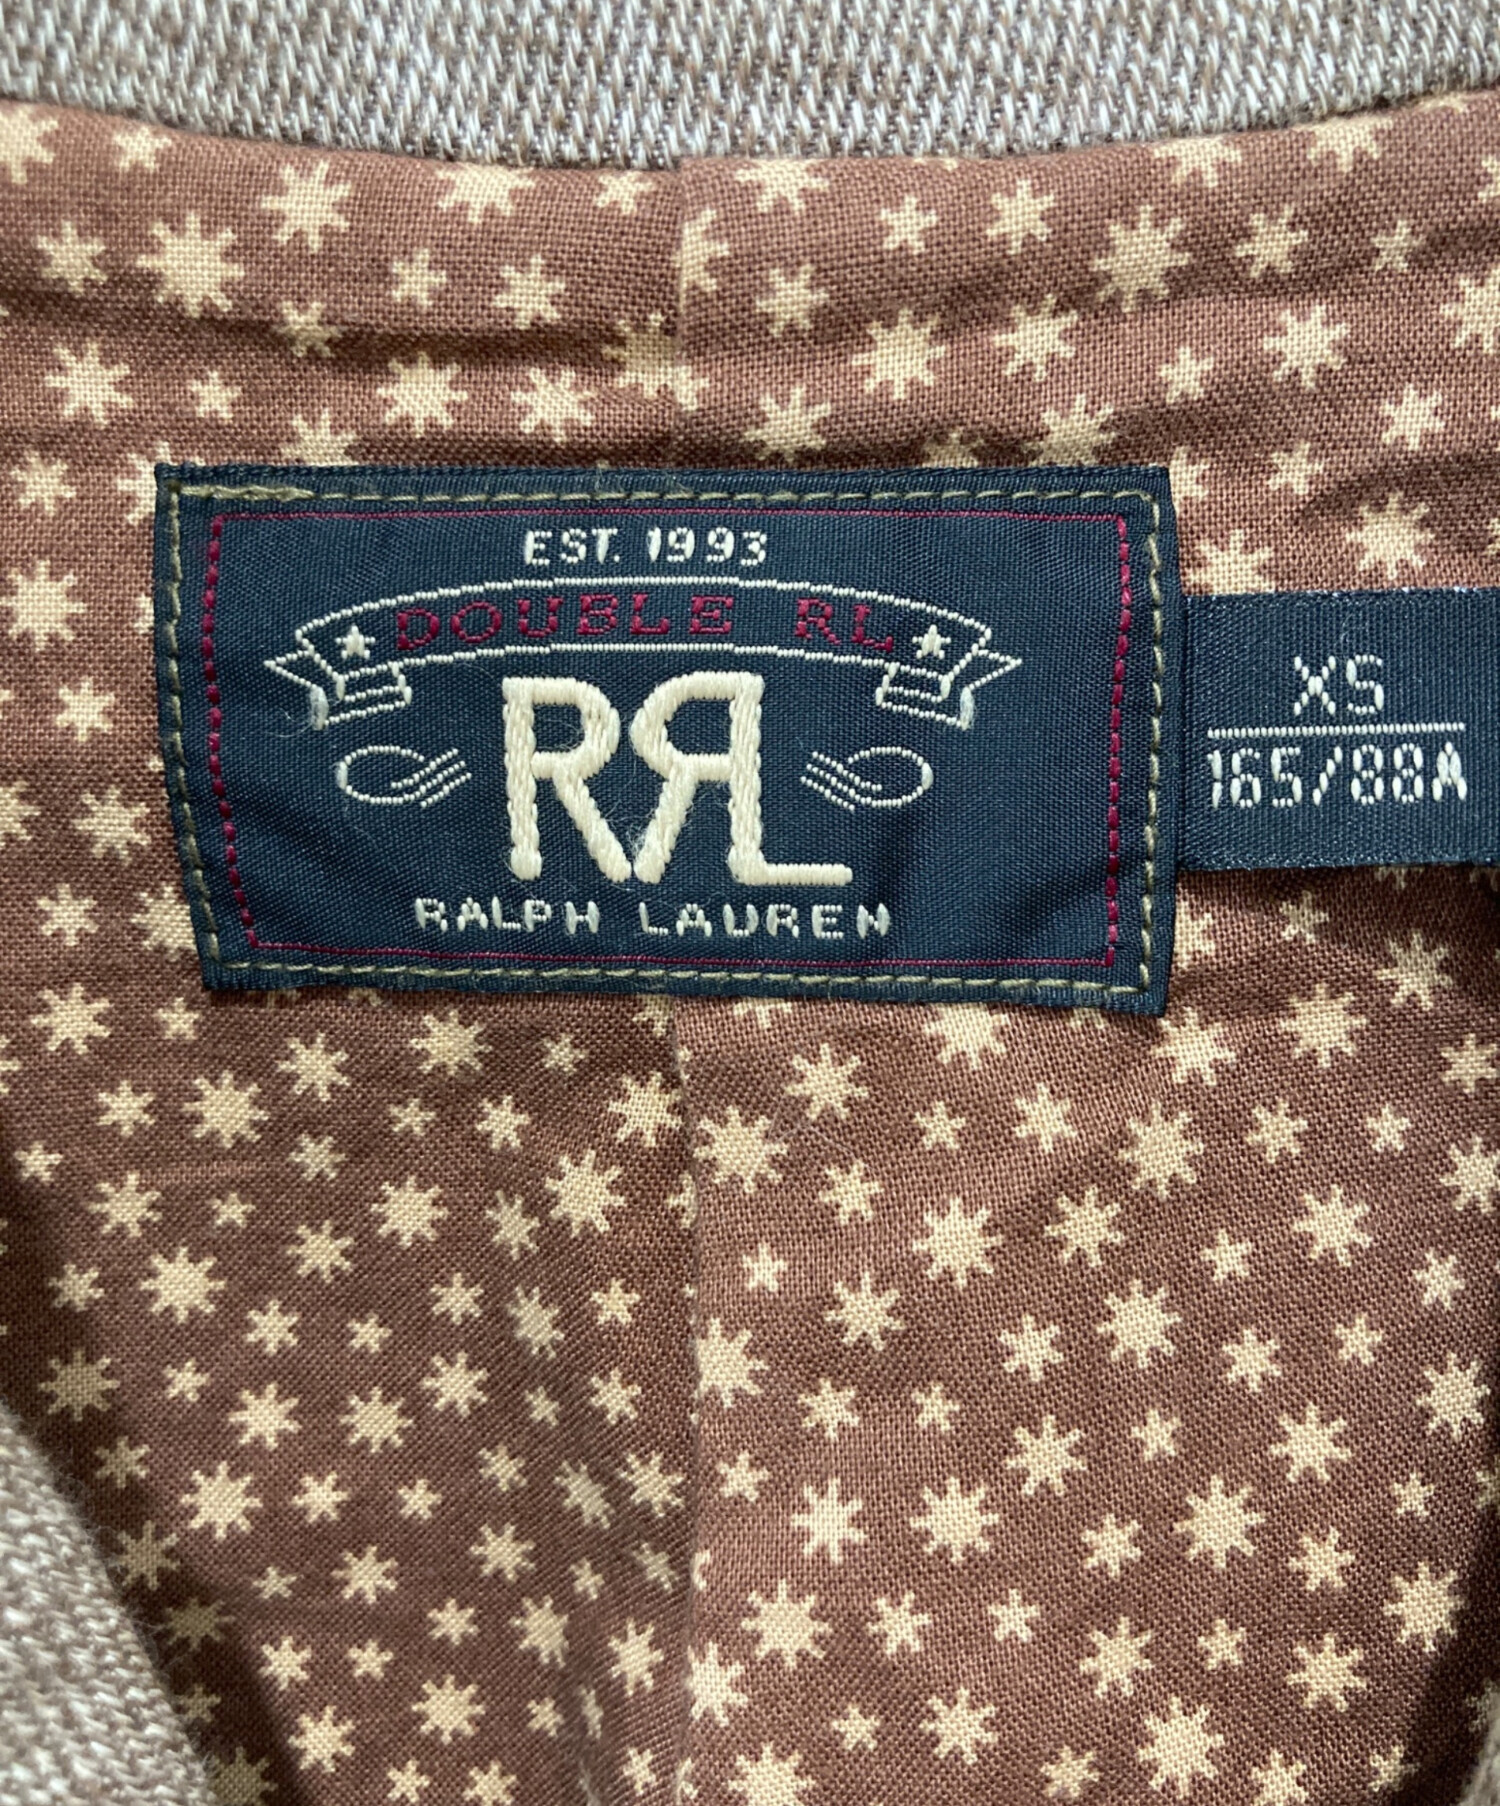 EST. 1993
DOUBLE RL
RRL
RALPH LAUREN
XS
165/88A